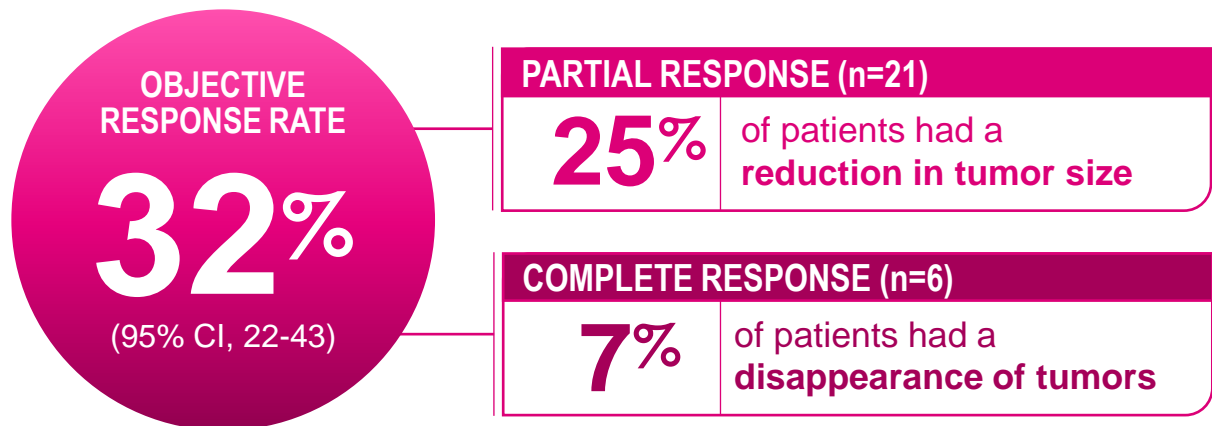 OBJECTIVE
RESPONSE RATE
32%
(95% CI, 22-43)
PARTIAL RESPONSE (n=21)
25%
of patients had a
reduction in tumor size
COMPLETE RESPONSE (n=6)
7%
of patients had a
disappearance of tumors